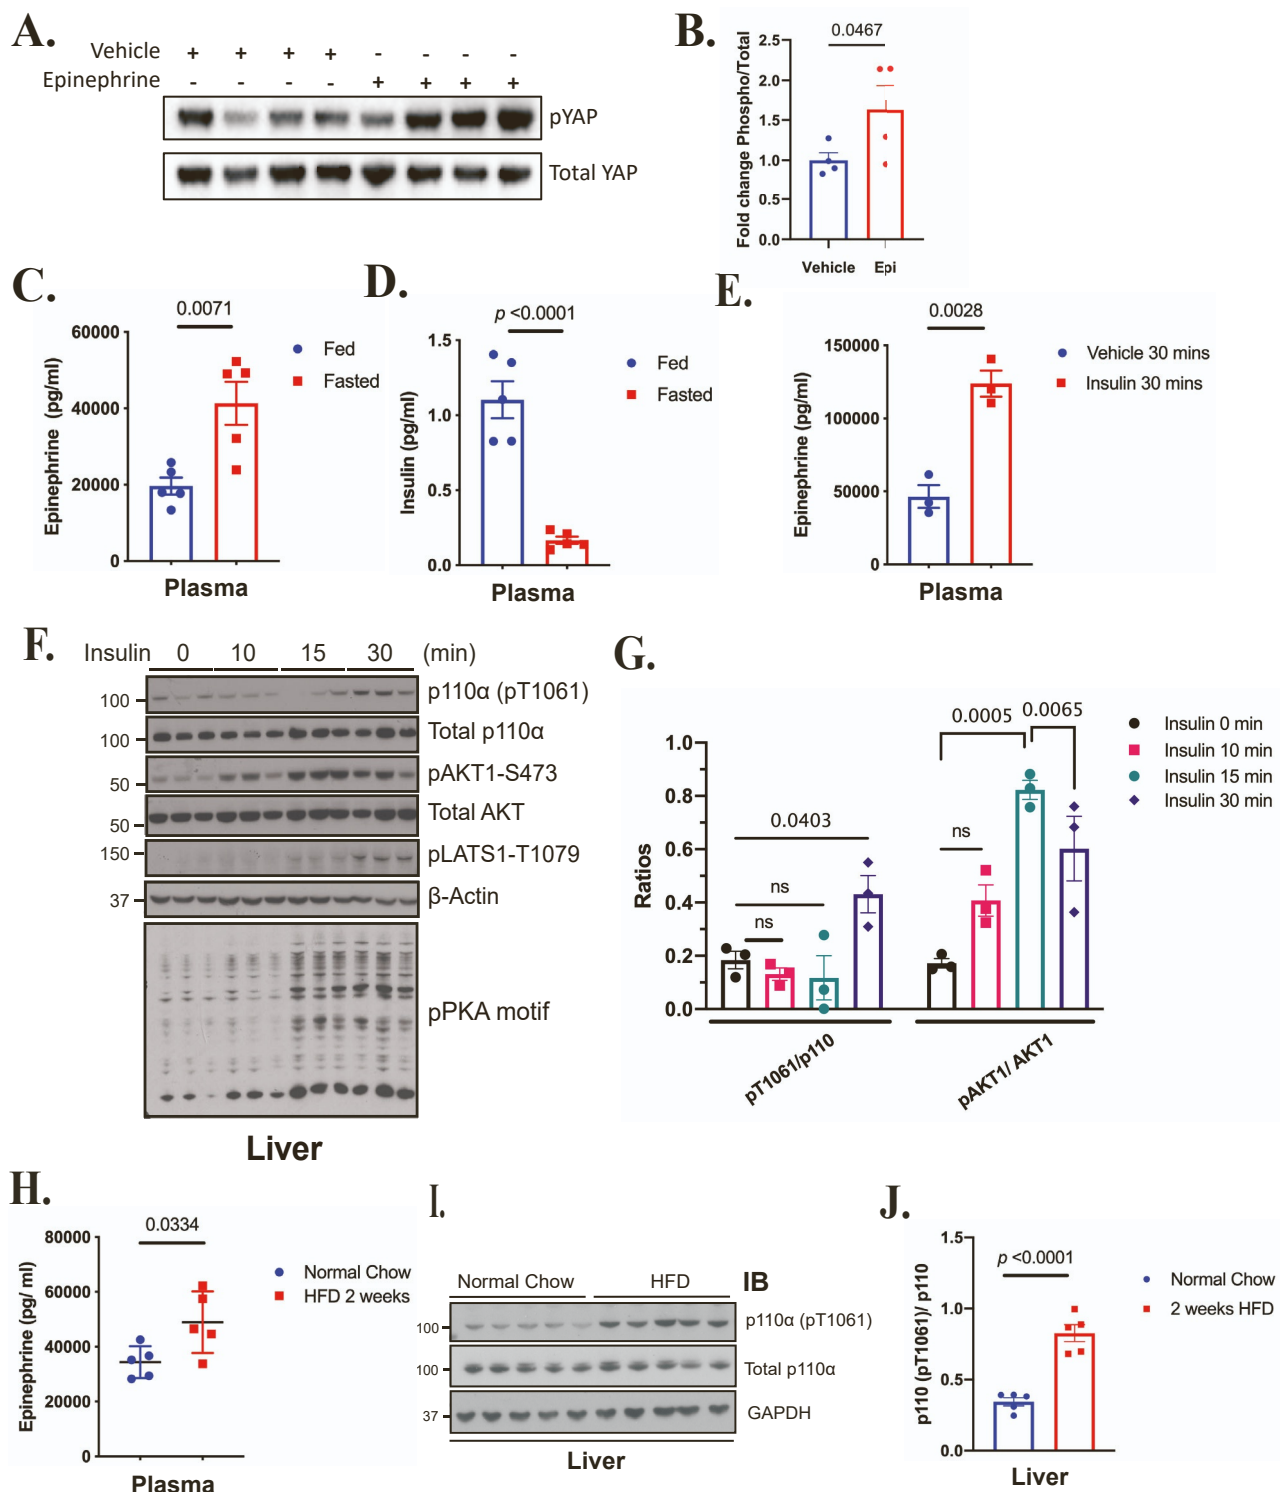 A.
Vehicle + + + + - - - -
Epinephrine - - - - + + + +
pYAP
Total YAP
B.
0.0467
Fold change Phospho/Total
2.5
2.0
1.5
1.0
0.5
0.0
Vehicle Epi
C.
0.0071
Epinephrine (pg/ml)
60000
40000
20000
0
Fed
Fasted
Plasma
D.
p <0.0001
Insulin (pg/ml)
1.5
1.0
0.5
0.0
Fed
Fasted
Plasma
E.
0.0028
Epinephrine (pg/ml)
150000
100000
50000
0
Vehicle 30 mins
Insulin 30 mins
Plasma
F.
Insulin 0 10 15 30 (min)
100 p110α (pT1061)
100 Total p110α
50 pAKT1-S473
50 Total AKT
150 pLATS1-T1079
37 β-Actin
pPKA motif
Liver
G.
Ratios
1.0
0.8
0.6
0.4
0.2
0.0
ns
ns
0.0403
ns
0.0005
0.0065
Insulin 0 min
Insulin 10 min
Insulin 15 min
Insulin 30 min
pT1061/p110
pAKT1/ AKT1
H.
0.0334
Epinephrine (pg/ ml)
80000
60000
40000
20000
0
Normal Chow
HFD 2 weeks
Plasma
I.
Normal Chow HFD IB
100 p110α (pT1061)
100 Total p110α
37 GAPDH
Liver
J.
p <0.0001
p110 (pT1061)/ p110
1.5
1.0
0.5
0.0
Normal Chow
2 weeks HFD
Liver